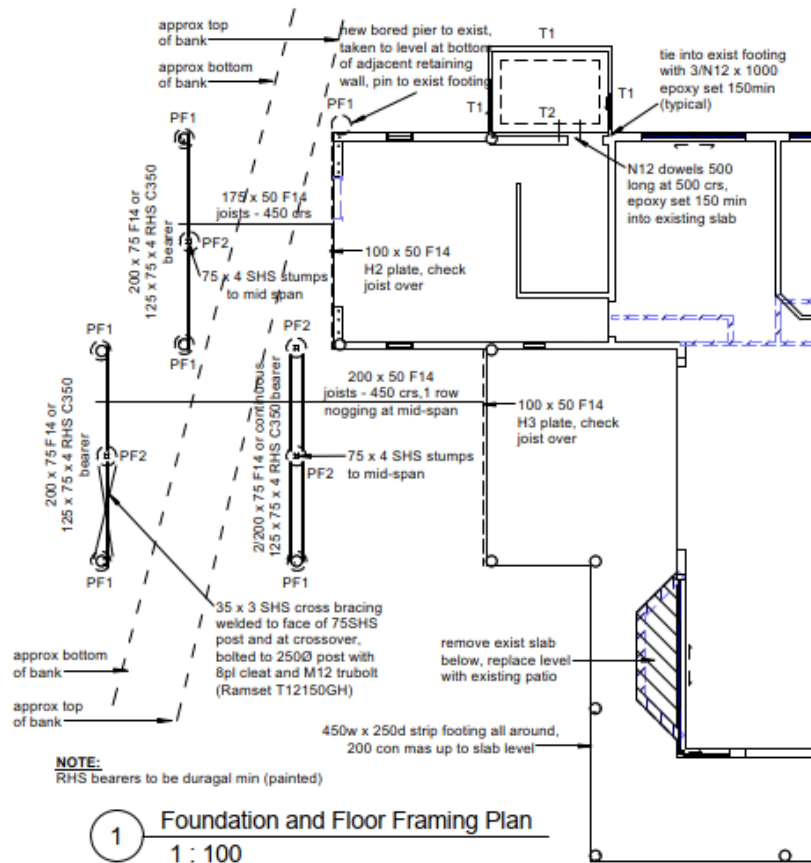 approx top
of bank
approx bottom
of bank
new bored pier to exist,
taken to level at bottom
of adjacent retaining
wall, pin to exist footing
T1
T1
T1
T2
tie into exist footing
with 3/N12 x 1000
epoxy set 150min
(typical)
PF1
PF1
N12 dowels 500
long at 500 crs,
epoxy set 150 min
into existing slab
175 x 50 F14
joists - 450 crs
200 x 75 F14 or
125 x 75 x 4 RHS C350
bearer
PF2
75 x 4 SHS stumps
to mid span
100 x 50 F14
H2 plate, check
joist over
PF1
PF1
PF2
200 x 50 F14
joists - 450 crs,1 row
nogging at mid-span
100 x 50 F14
H3 plate, check
joist over
200 x 75 F14 or
125 x 75 x 4 RHS C350
bearer
PF2
2/200 x 75 F14 or continuous
125 x 75 x 4 RHS C350 bearer
75 x 4 SHS stumps
to mid-span
PF2
PF1
PF1
35 x 3 SHS cross bracing
welded to face of 75SHS
post and at crossover,
bolted to 250Ø post with
8pl cleat and M12 trubolt
(Ramset T12150GH)
remove exist slab
below, replace level
with existing patio
approx bottom
of bank
approx top
of bank
450w x 250d strip footing all around,
200 con mas up to slab level
NOTE:
RHS bearers to be duragal min (painted)
1
Foundation and Floor Framing Plan
1 : 100